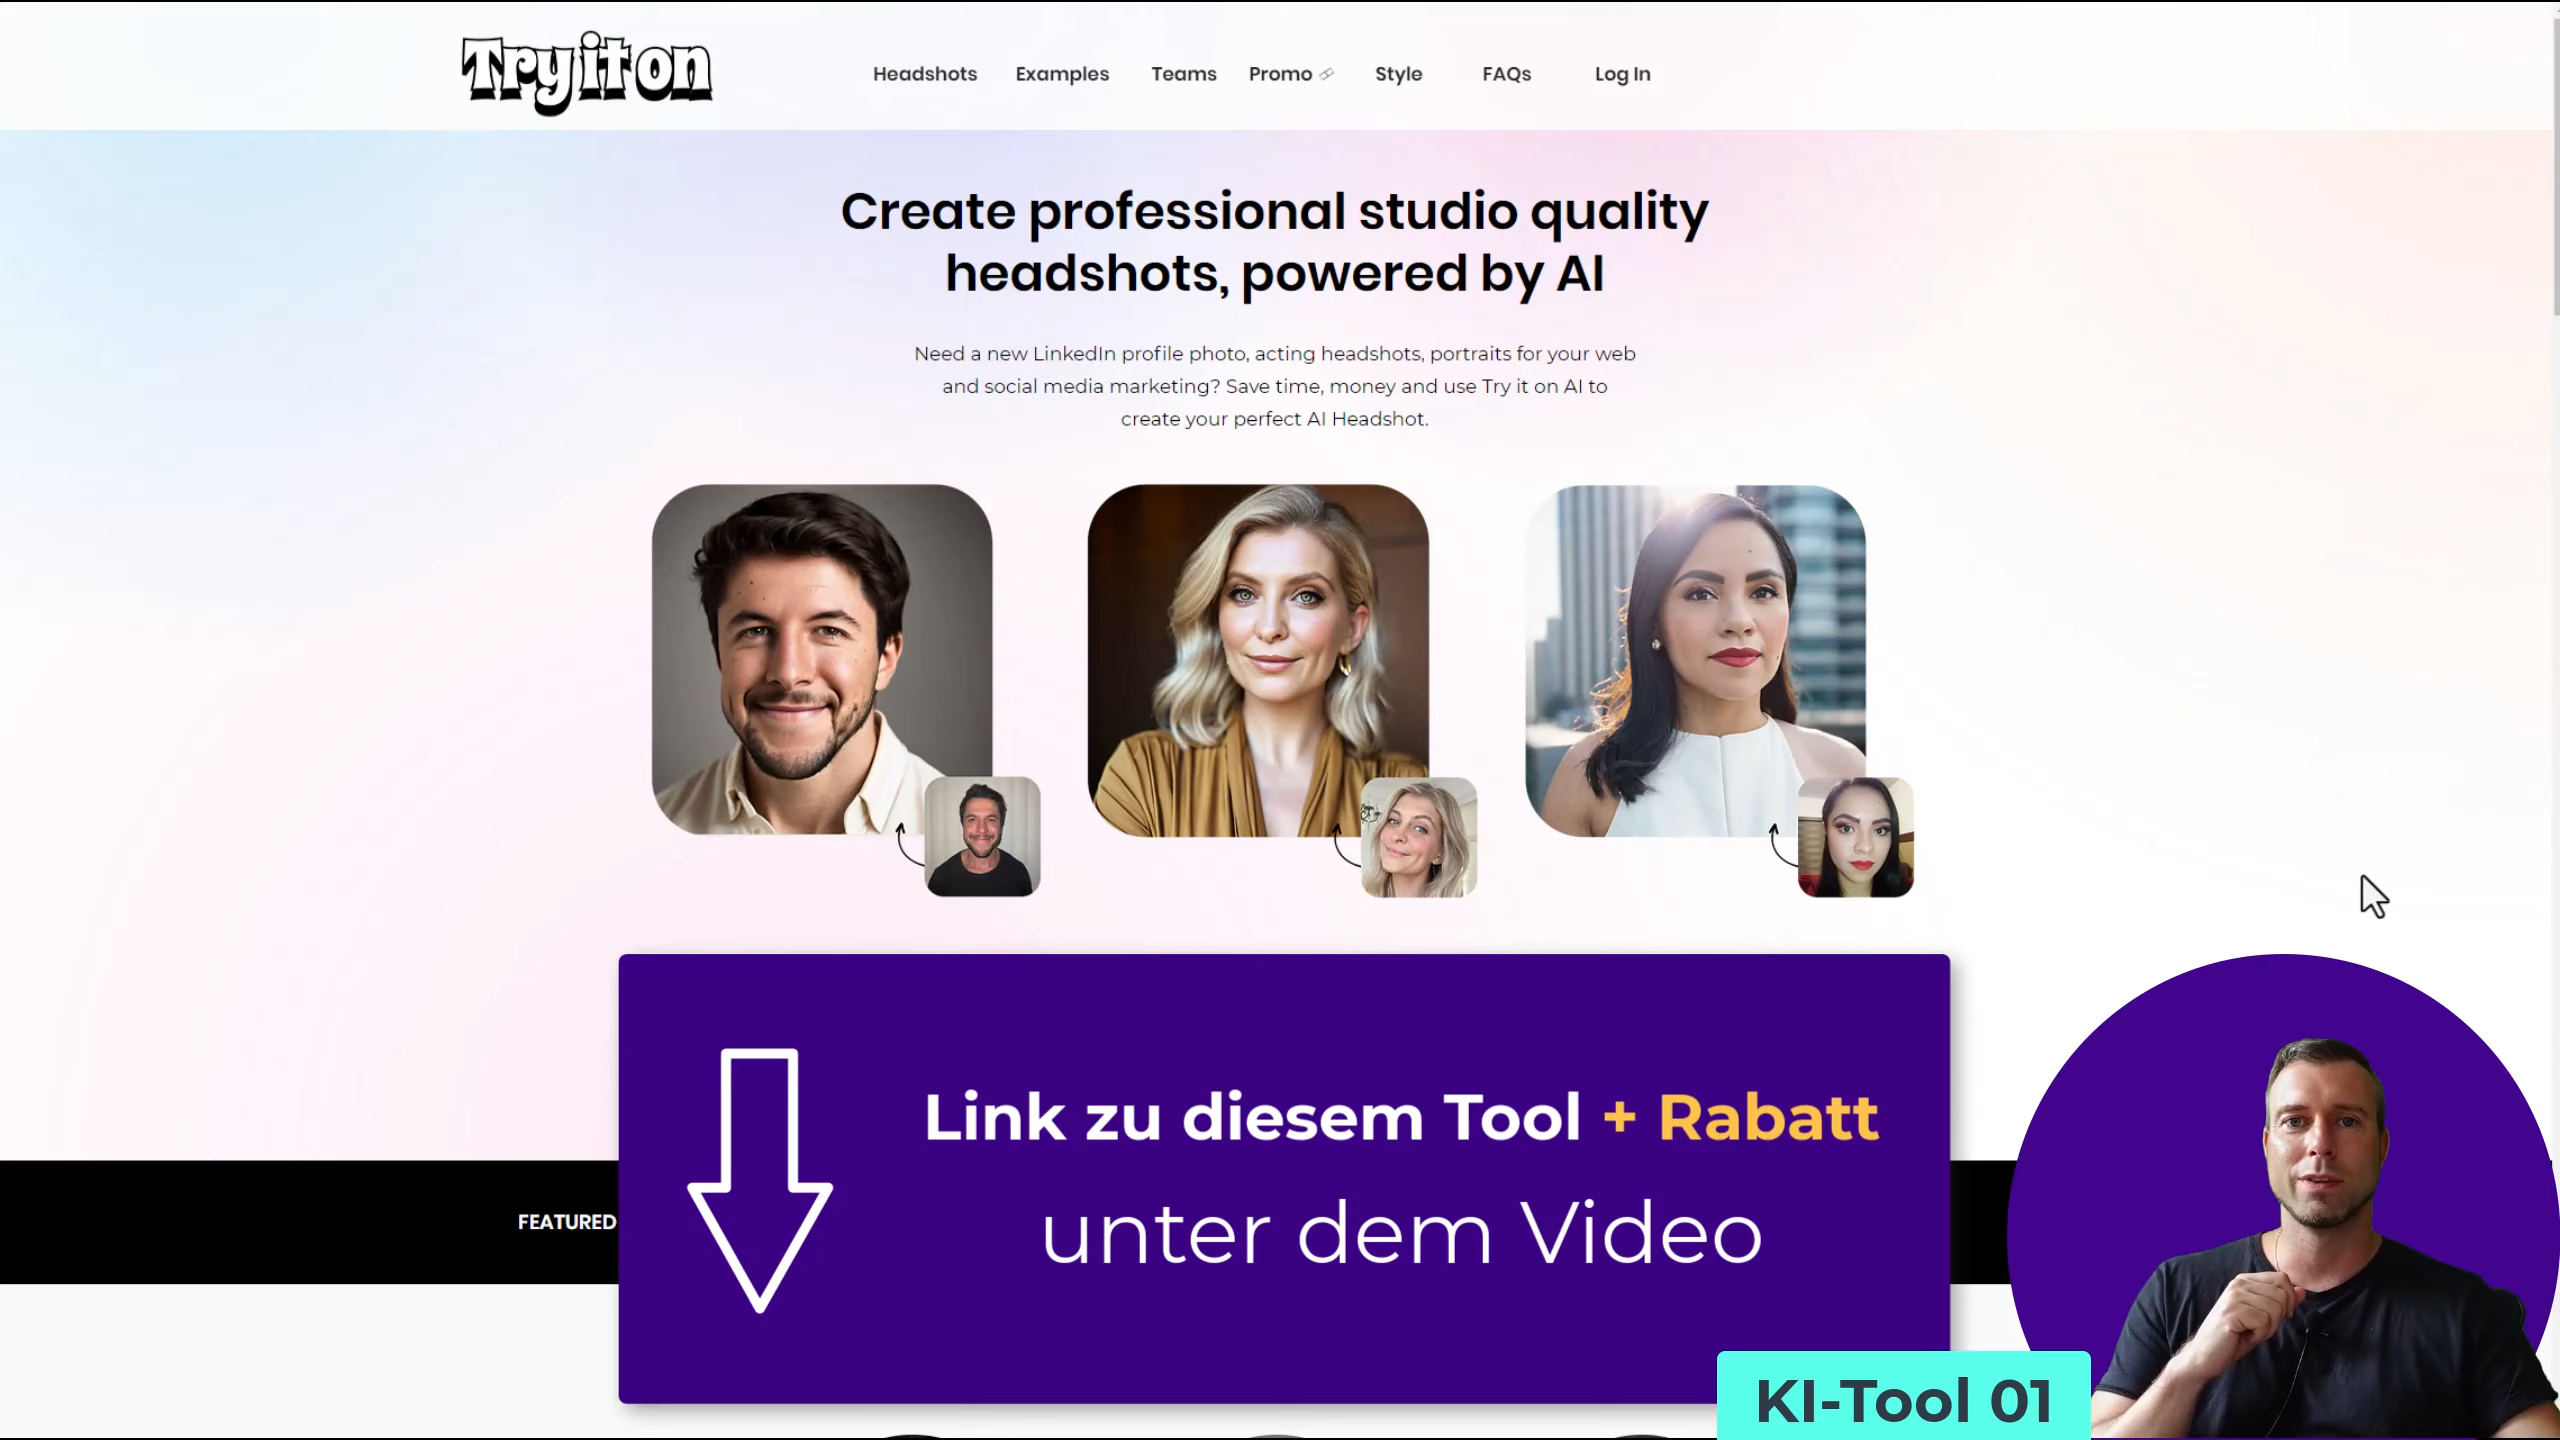 Tryiton
Headshots
Examples
Teams
Promo
Style
FAQs
Log In
Create professional studio quality
headshots, powered by AI
Need a new LinkedIn profile photo, acting headshots, portraits for your web
and social media marketing? Save time, money and use Try it on AI to
create your perfect AI Headshot.
Link zu diesem Tool + Rabatt
unter dem Video
FEATURED
KI-Tool 01